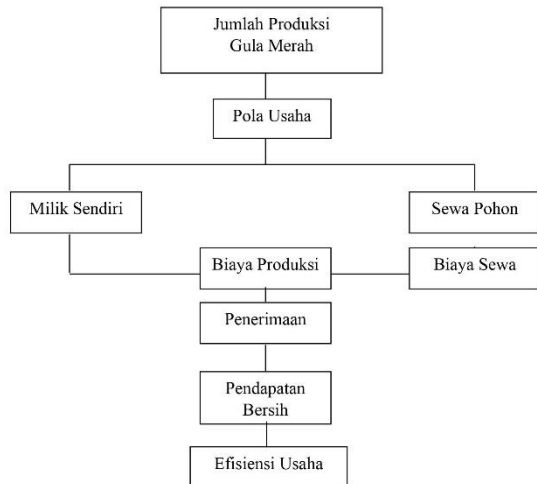 Jumlah Produksi
Gula Merah
Pola Usaha
Milik Sendiri
Sewa Pohon
Biaya Produksi
Biaya Sewa
Penerimaan
Pendapatan
Bersih
Efisiensi Usaha